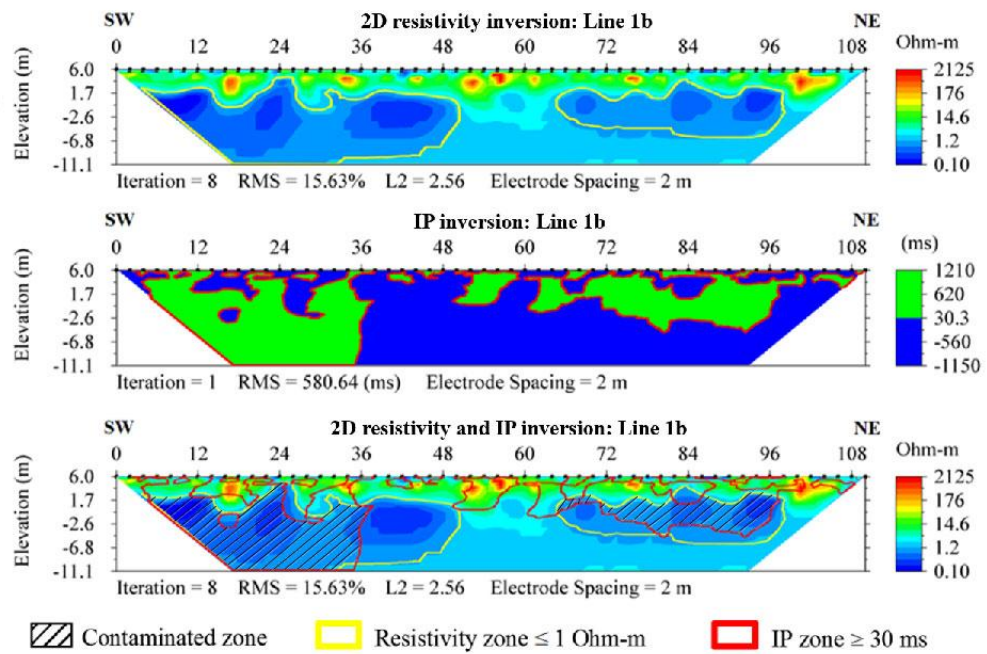 2D resistivity inversion: Line 1b
SW NE
0 12 24 36 48 60 72 84 96 108
Elevation (m)
6.0
1.7
-2.6
-6.8
-11.1
Ohm-m
2125
176
14.6
1.2
0.10
Iteration = 8 RMS = 15.63% L2 = 2.56 Electrode Spacing = 2 m
IP inversion: Line 1b
SW NE
0 12 24 36 48 60 72 84 96 108
Elevation (m)
6.0
1.7
-2.6
-6.8
-11.1
(ms)
1210
620
30.3
-560
-1150
Iteration = 1 RMS = 580.64 (ms) Electrode Spacing = 2 m
2D resistivity and IP inversion: Line 1b
SW NE
0 12 24 36 48 60 72 84 96 108
Elevation (m)
6.0
1.7
-2.6
-6.8
-11.1
Ohm-m
2125
176
14.6
1.2
0.10
Iteration = 8 RMS = 15.63% L2 = 2.56 Electrode Spacing = 2 m
Contaminated zone Resistivity zone ≤ 1 Ohm-m IP zone ≥ 30 ms